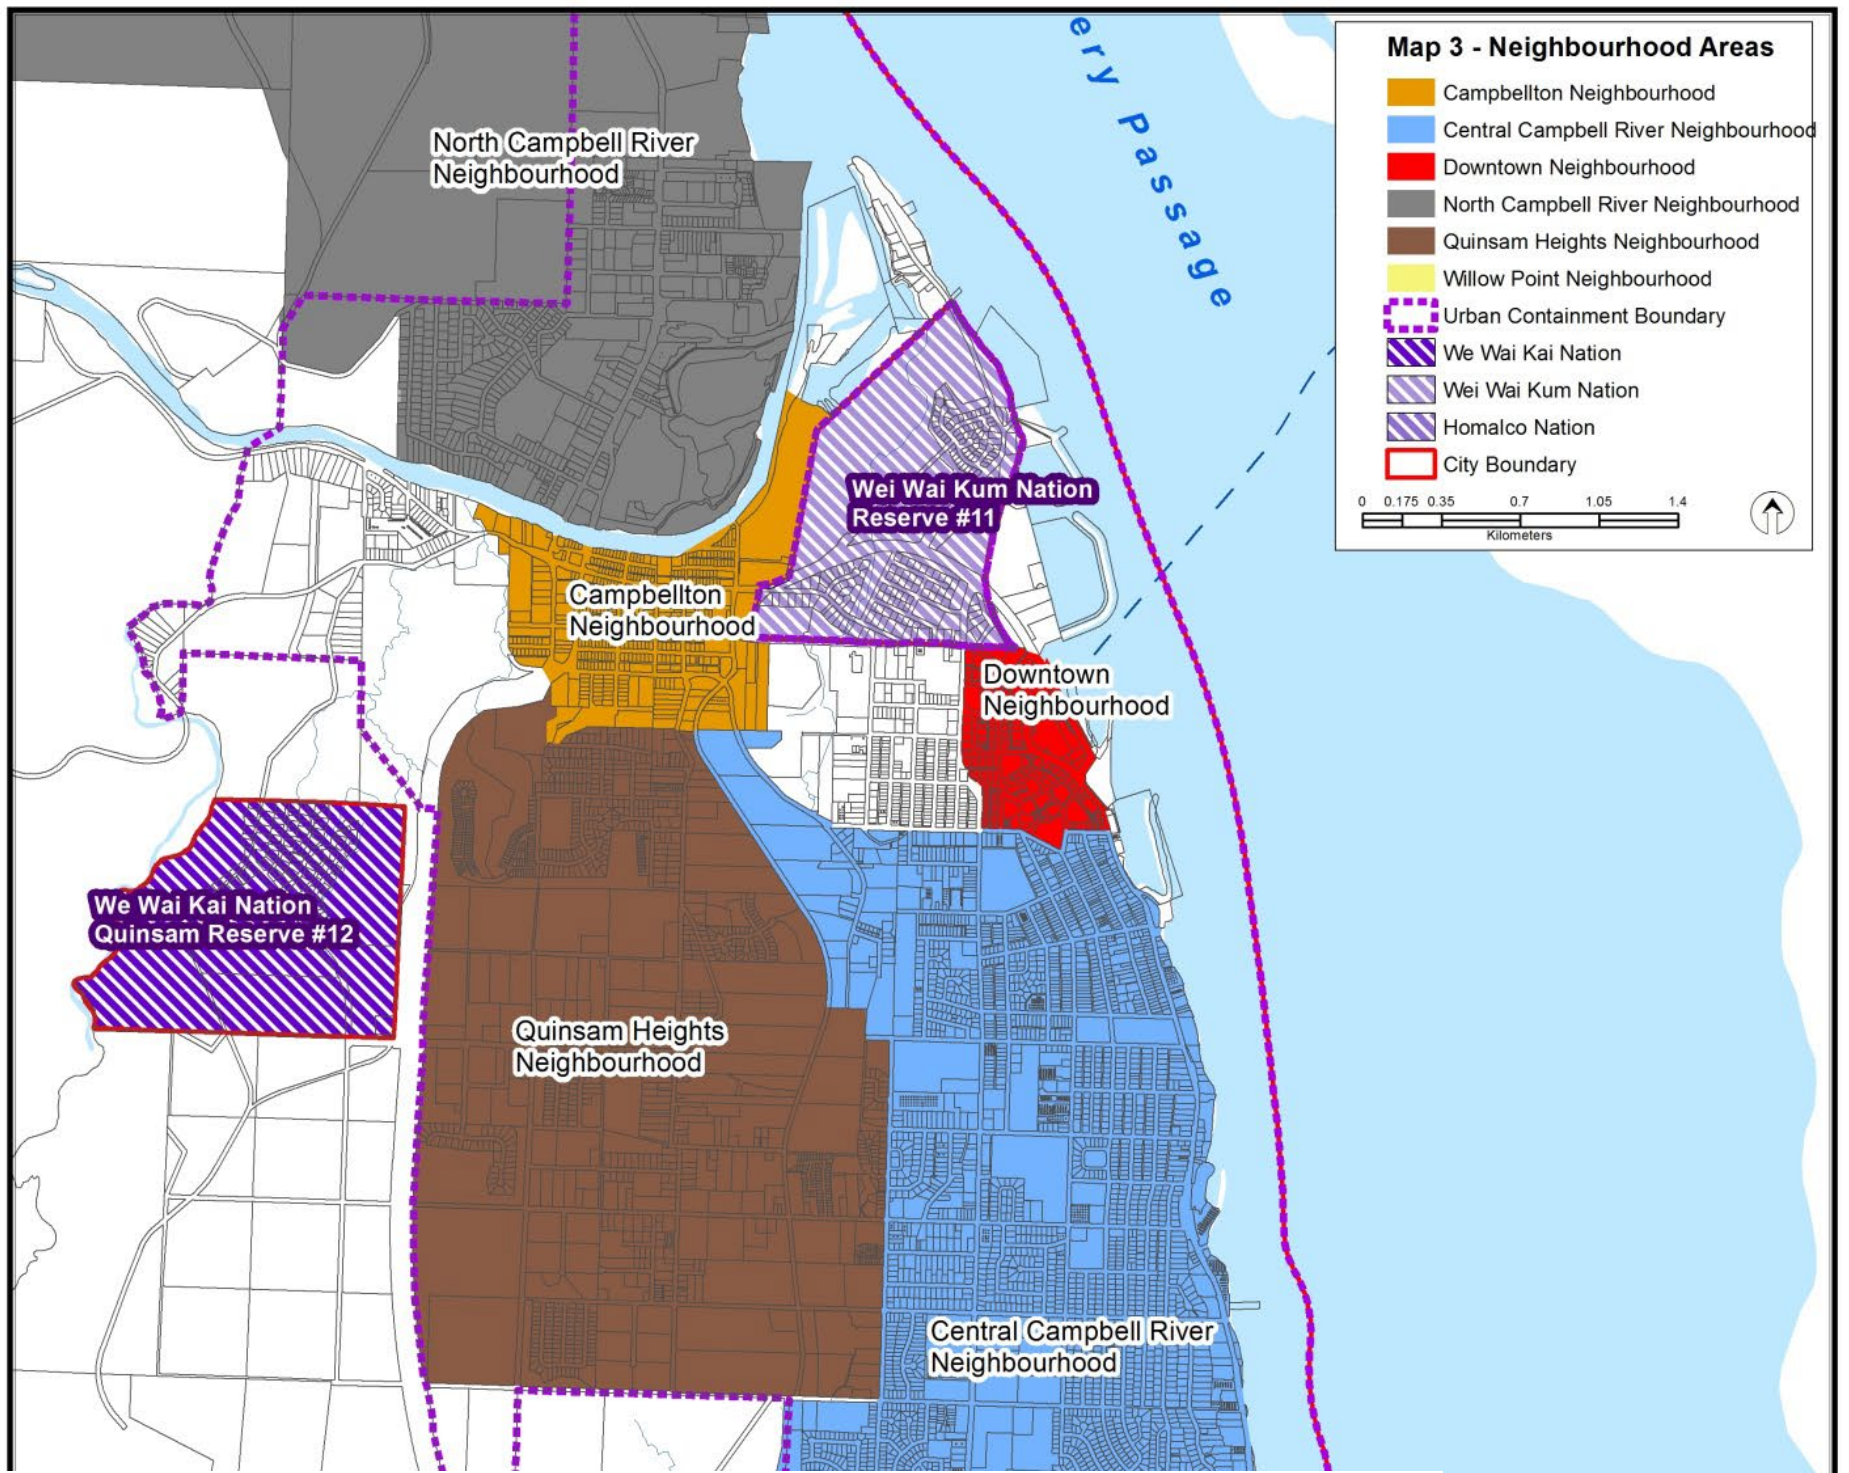 ery Passage
Map 3 - Neighbourhood Areas
Campbellton Neighbourhood
Central Campbell River Neighbourhood
Downtown Neighbourhood
North Campbell River Neighbourhood
Quinsam Heights Neighbourhood
Willow Point Neighbourhood
Urban Containment Boundary
We Wai Kai Nation
Wei Wai Kum Nation
Homalco Nation
City Boundary
0 0.175 0.35 0.7 1.05 1.4
Kilometers
North Campbell River
Neighbourhood
Wei Wai Kum Nation
Reserve #11
Campbellton
Neighbourhood
Downtown
Neighbourhood
We Wai Kai Nation
Quinsam Reserve #12
Quinsam Heights
Neighbourhood
Central Campbell River
Neighbourhood